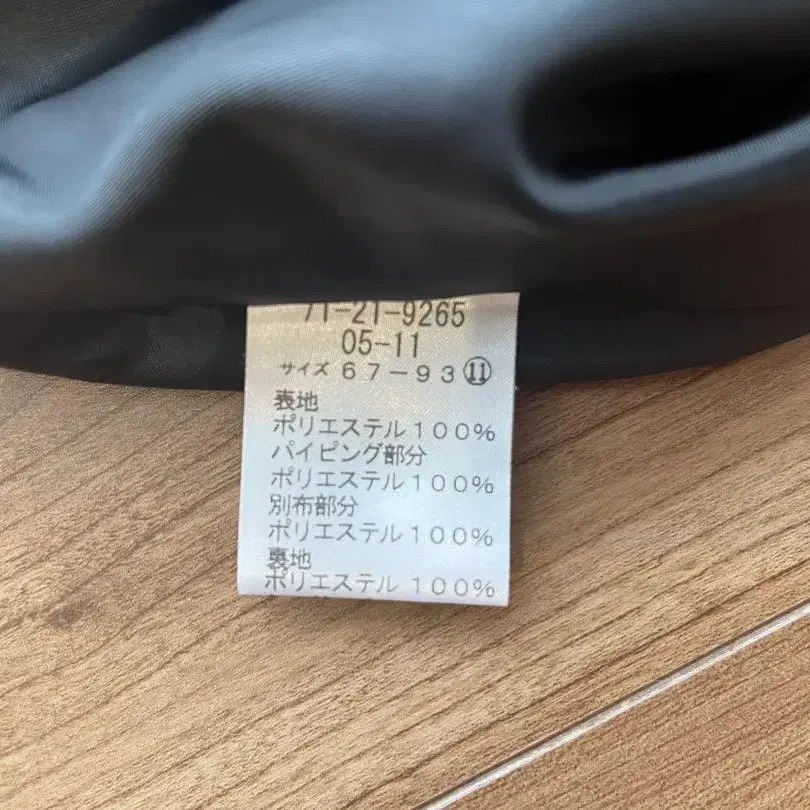 71-21-9265
05-11
サイズ 67-93⑪
表地
ポリエステル100%
パイピング部分
ポリエステル100%
別布部分
ポリエステル100%
裏地
ポリエステル100%